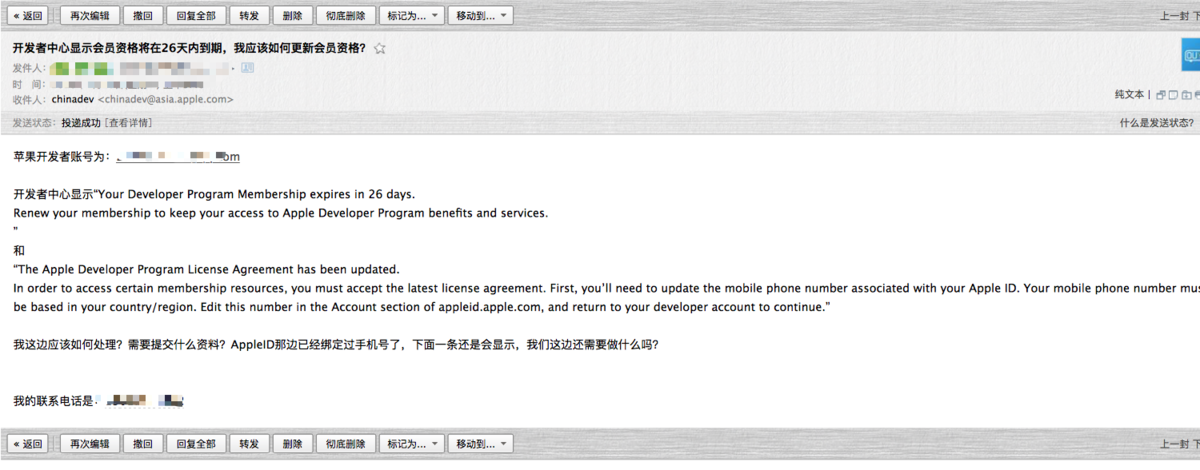 « 返回 再次编辑 撤回 回复全部 转发 删除 彻底删除 标记为... 移动到... 上一封 下
开发者中心显示会员资格将在26天内到期，我应该如何更新会员资格？
发件人：
时 间：
收件人：chinadev <chinadev@asia.apple.com>
纯文本 |
发送状态：投递成功 [查看详情] 什么是发送状态?
苹果开发者账号为： om
开发者中心显示“Your Developer Program Membership expires in 26 days.
Renew your membership to keep your access to Apple Developer Program benefits and services.
”
和
“The Apple Developer Program License Agreement has been updated.
In order to access certain membership resources, you must accept the latest license agreement. First, you’ll need to update the mobile phone number associated with your Apple ID. Your mobile phone number mus
be based in your country/region. Edit this number in the Account section of appleid.apple.com, and return to your developer account to continue.”
我这边应该如何处理？需要提交什么资料？AppleID那边已经绑定过手机号了，下面一条还是会显示，我们这边还需要做什么吗？
我的联系电话是：
« 返回 再次编辑 撤回 回复全部 转发 删除 彻底删除 标记为... 移动到... 上一封 下